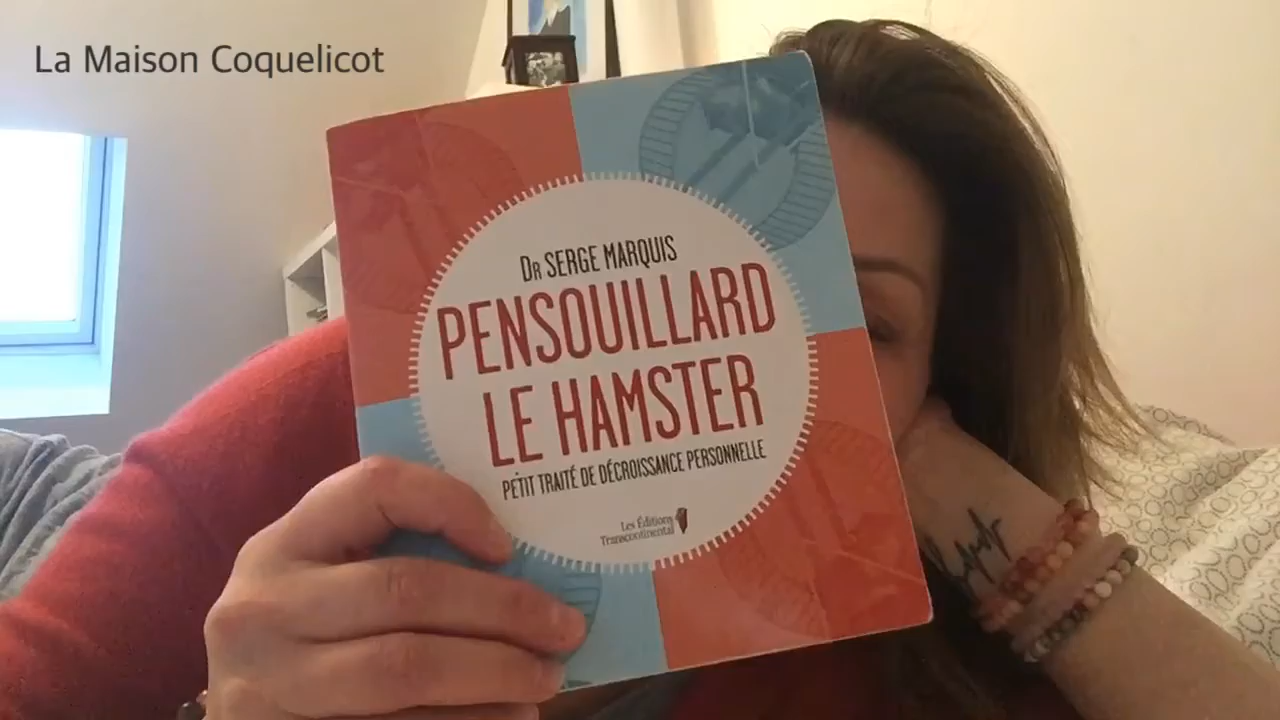 La Maison Coquelicot
Dr SERGE MARQUIS
PENSOUILLARD
LE HAMSTER
PETIT TRAITÉ DE DÉCROISSANCE PERSONNELLE
Les Éditions
Transcontinental